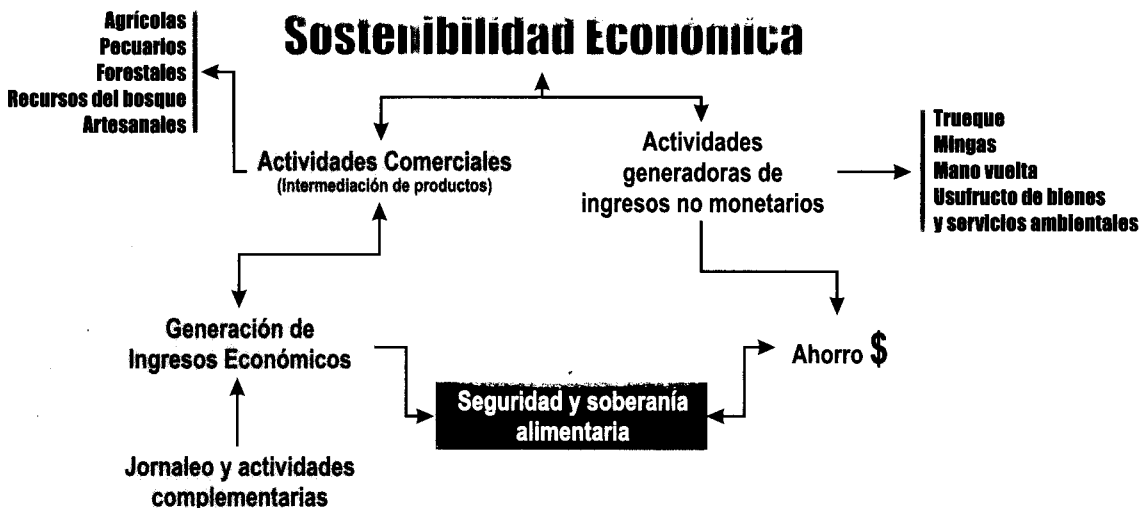 Sostenibilidad Económica
Agrícolas
Pecuarios
Forestales
Recursos del bosque
Artesanales
Actividades Comerciales
(Intermediación de productos)
Actividades
generadoras de
ingresos no monetarios
Trueque
Mingas
Mano vuelta
Usufructo de bienes
y servicios ambientales
Generación de
Ingresos Económicos
Ahorro $
Seguridad y soberanía
alimentaria
Jornaleo y actividades
complementarias